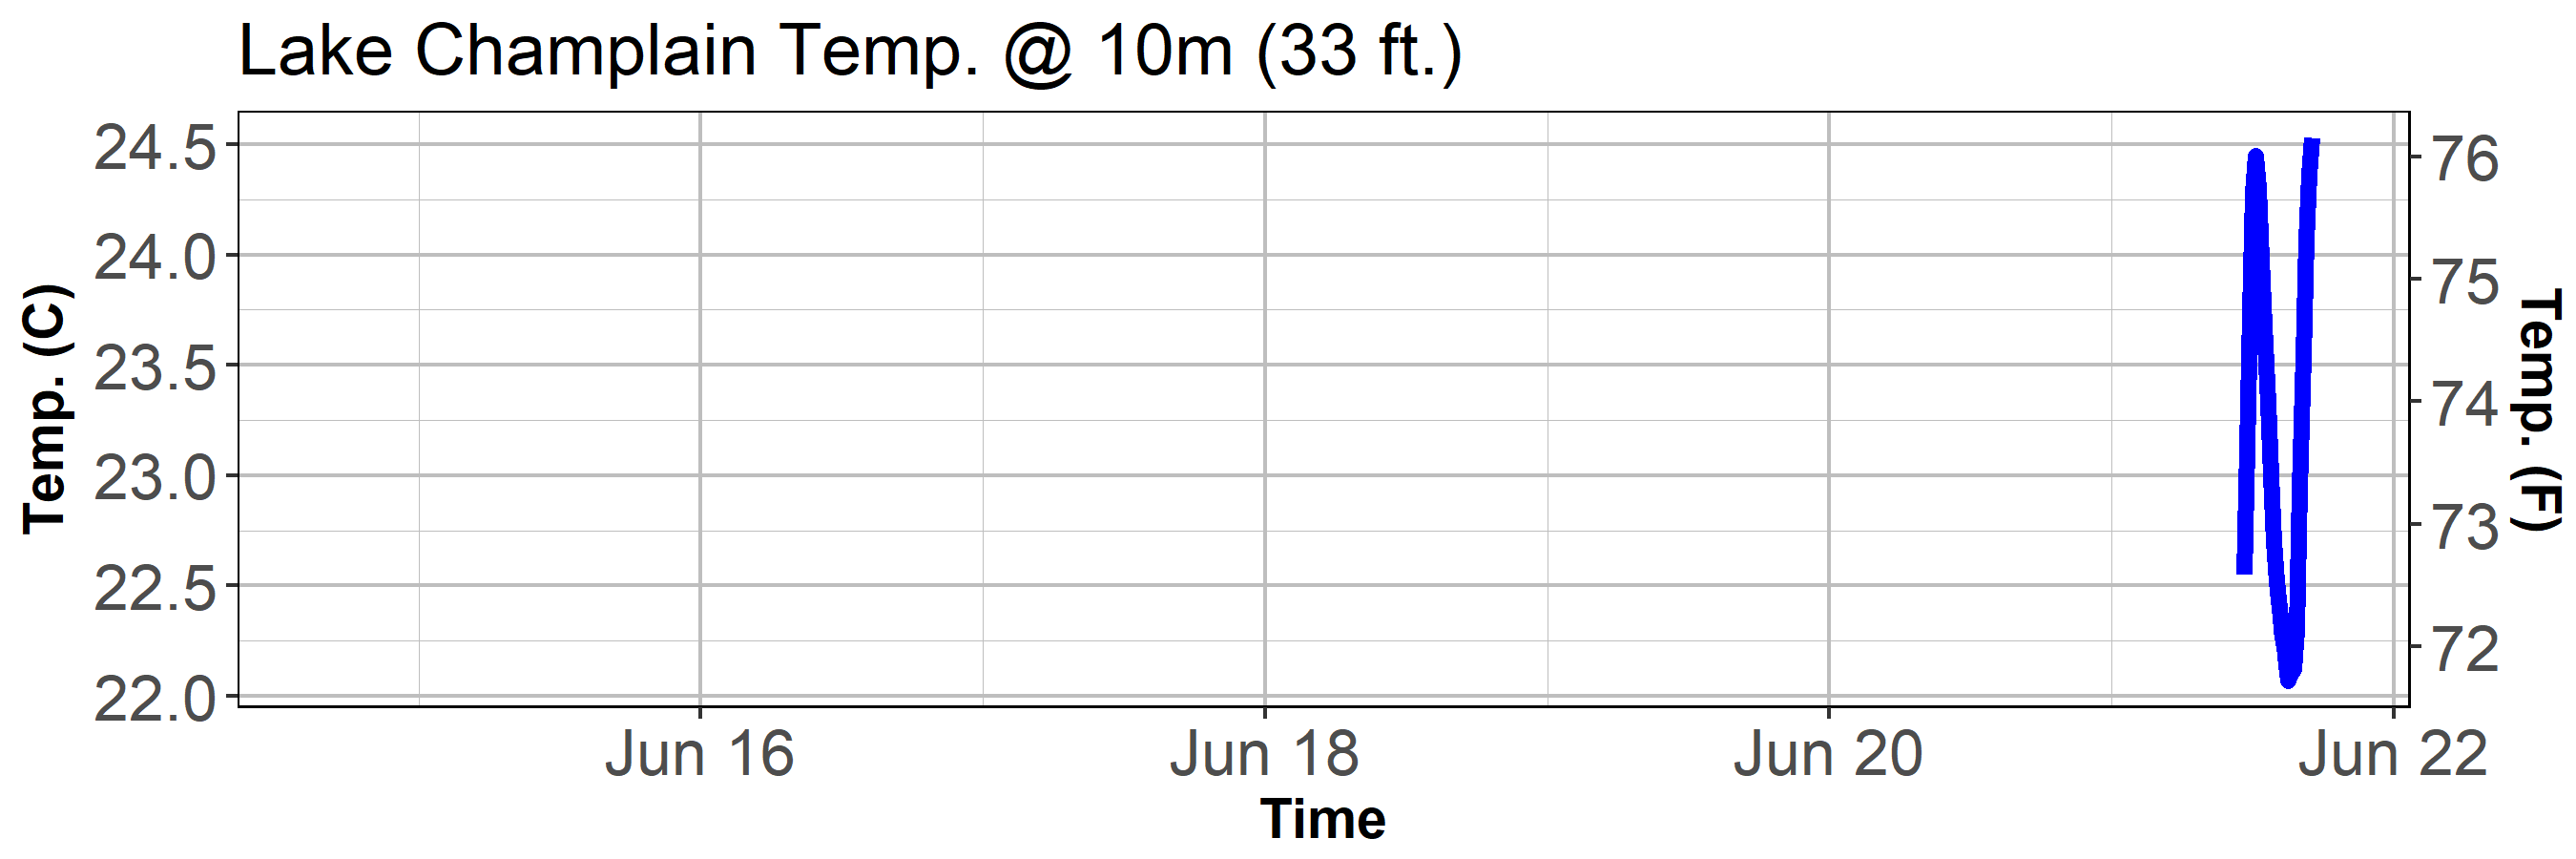 Lake Champlain Temp. @ 10m (33 ft.)
Temp. (C)
24.5
24.0
23.5
23.0
22.5
22.0
76
75
74
73
72
Temp. (F)
Jun 16 Jun 18 Jun 20 Jun 22
Time